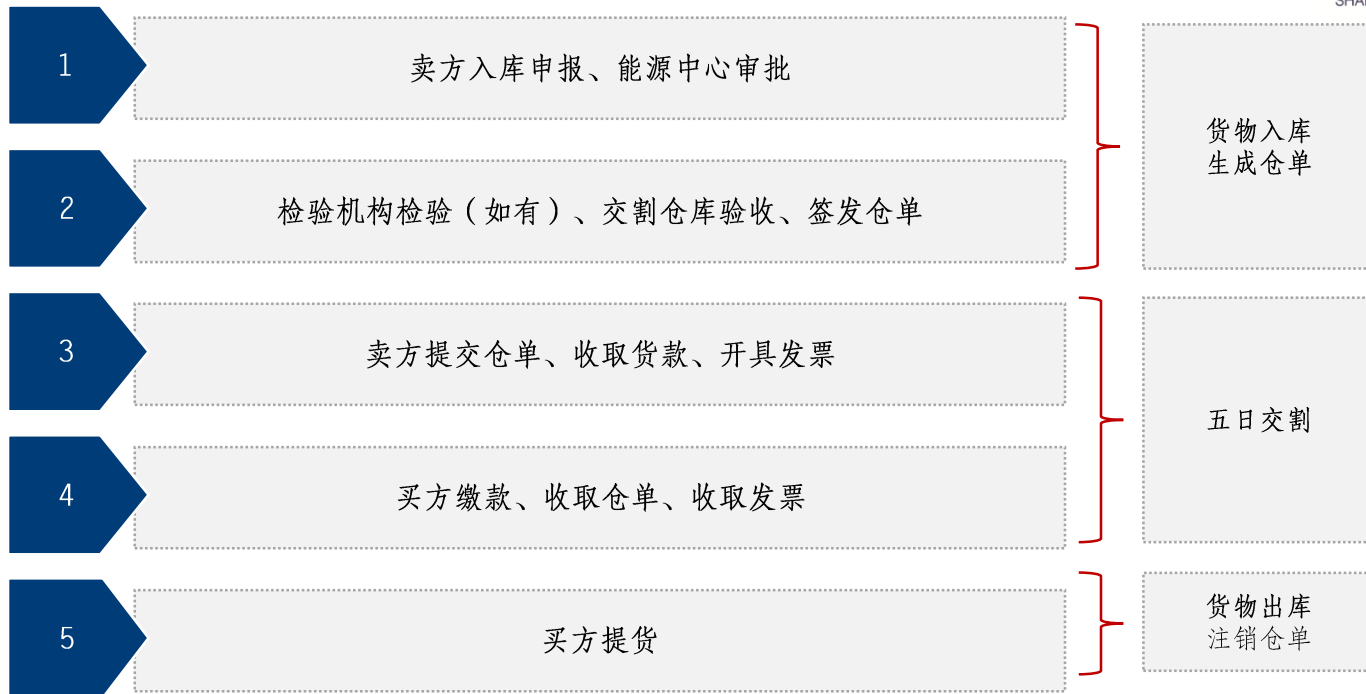 SHA
1
卖方入库申报、能源中心审批
2
检验机构检验（如有）、交割仓库验收、签发仓单
货物入库
生成仓单
3
卖方提交仓单、收取货款、开具发票
4
买方缴款、收取仓单、收取发票
五日交割
5
买方提货
货物出库
注销仓单